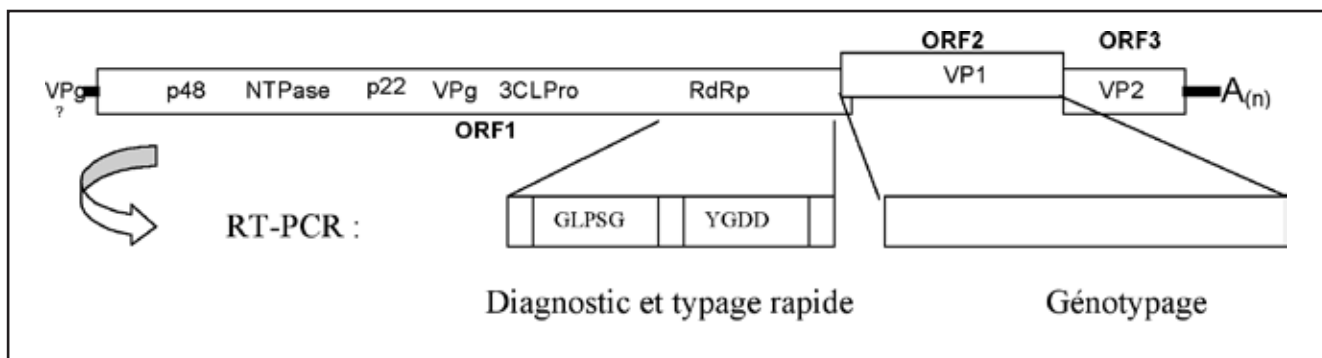 ORF2 ORF3
VPg p48 NTPase p22 VPg 3CLPro RdRp VP1 VP2 A(n)
?
ORF1
RT-PCR : GLPSG YGDD
Diagnostic et typage rapide Génotypage